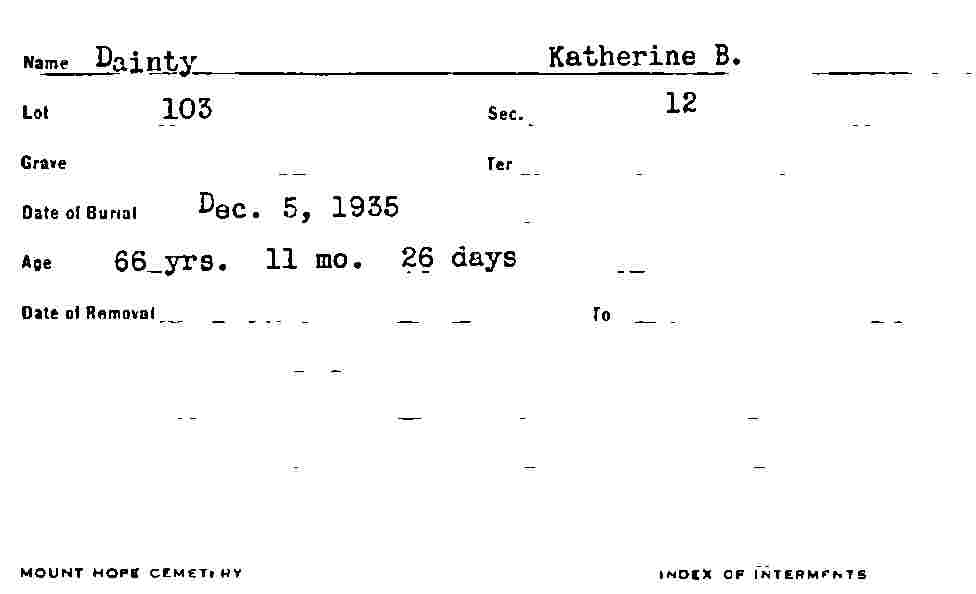 Name Dainty Katherine B.
Lot 103 Sec. 12
Grave Ter
Date of Burial Dec. 5, 1935
Age 66 yrs. 11 mo. 26 days
Date of Removal To
MOUNT HOPE CEMETERY INDEX OF INTERMENTS